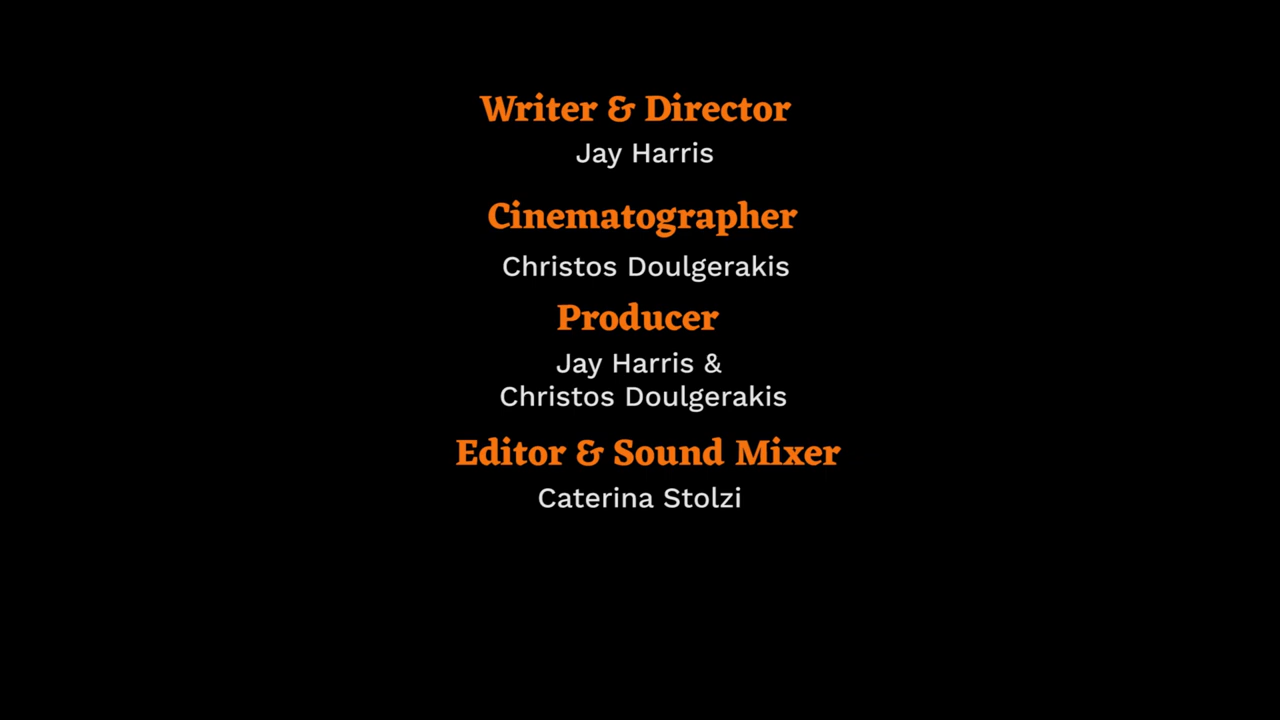 Writer & Director
Jay Harris
Cinematographer
Christos Doulgerakis
Producer
Jay Harris &
Christos Doulgerakis
Editor & Sound Mixer
Caterina Stolzi